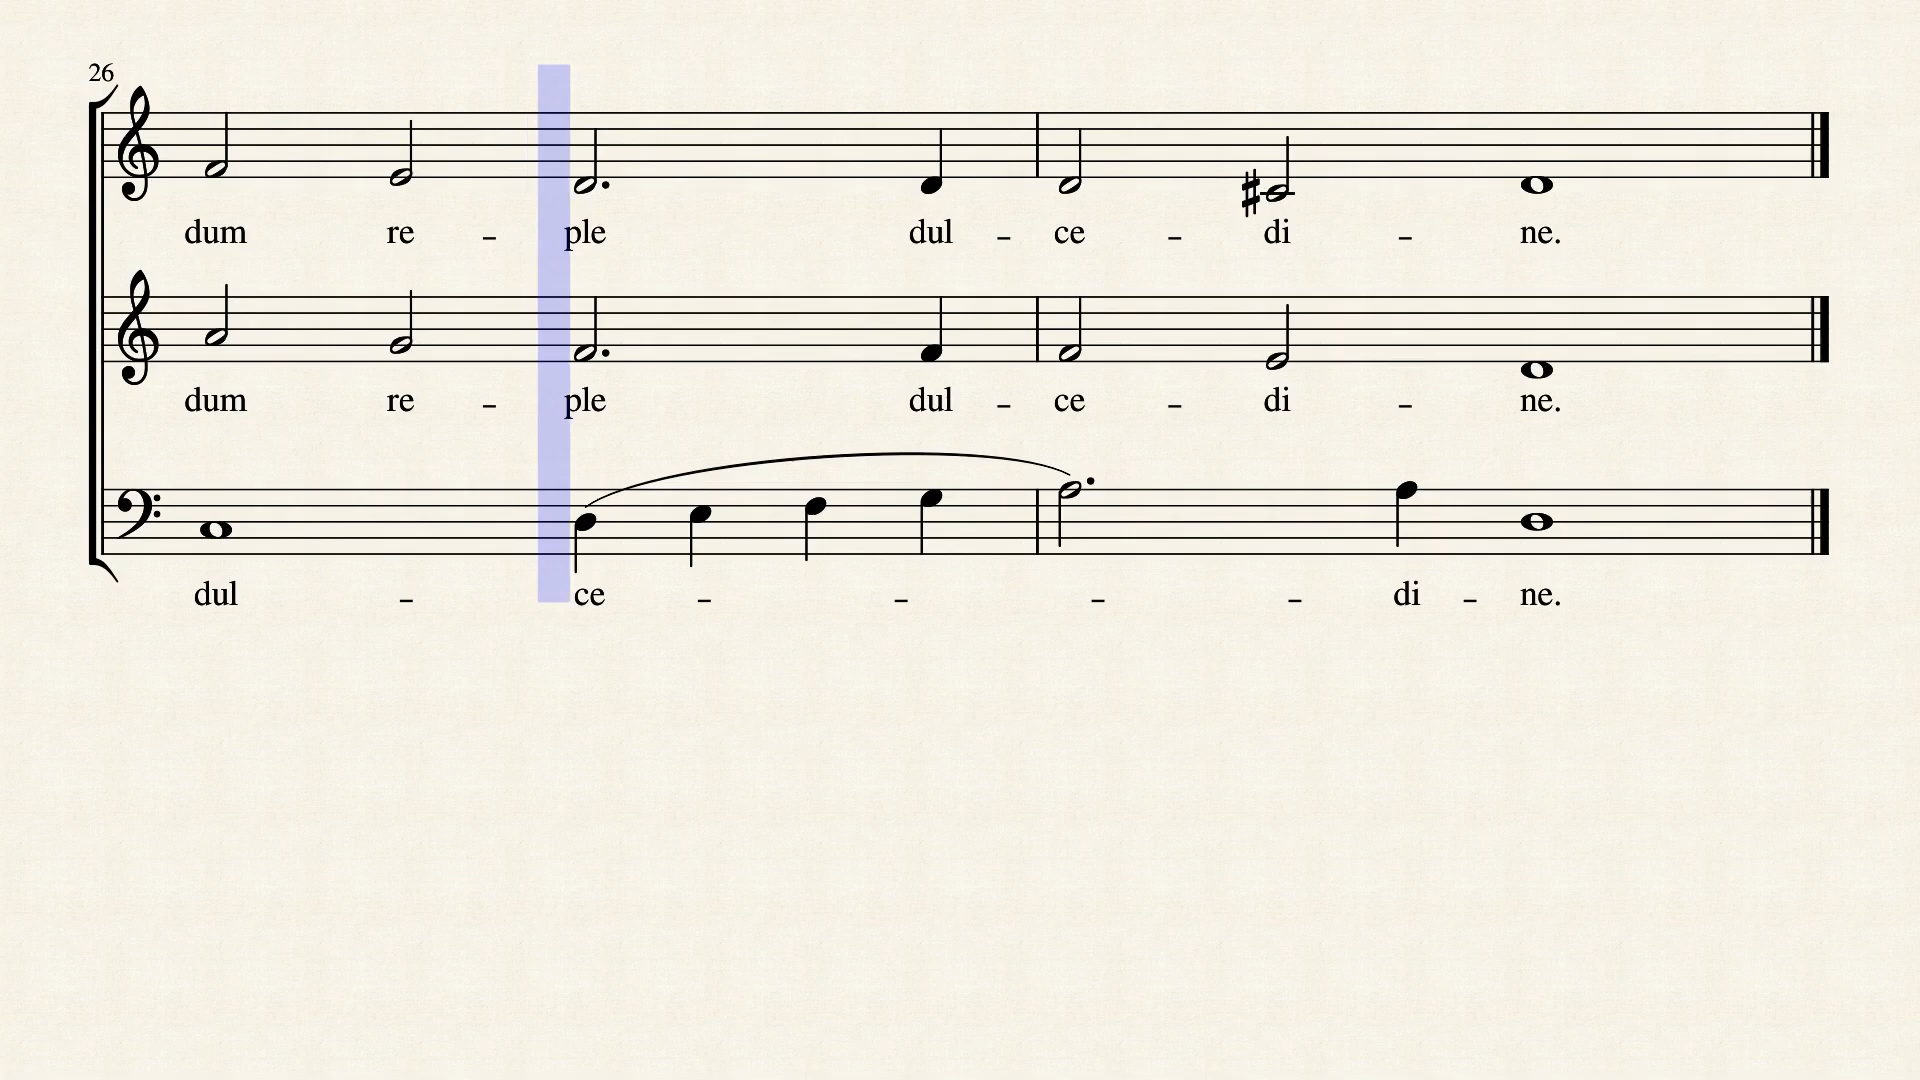 26
dum re - ple dul - ce - di - ne.
dum re - ple dul - ce - di - ne.
dul - ce - - - - di - ne.